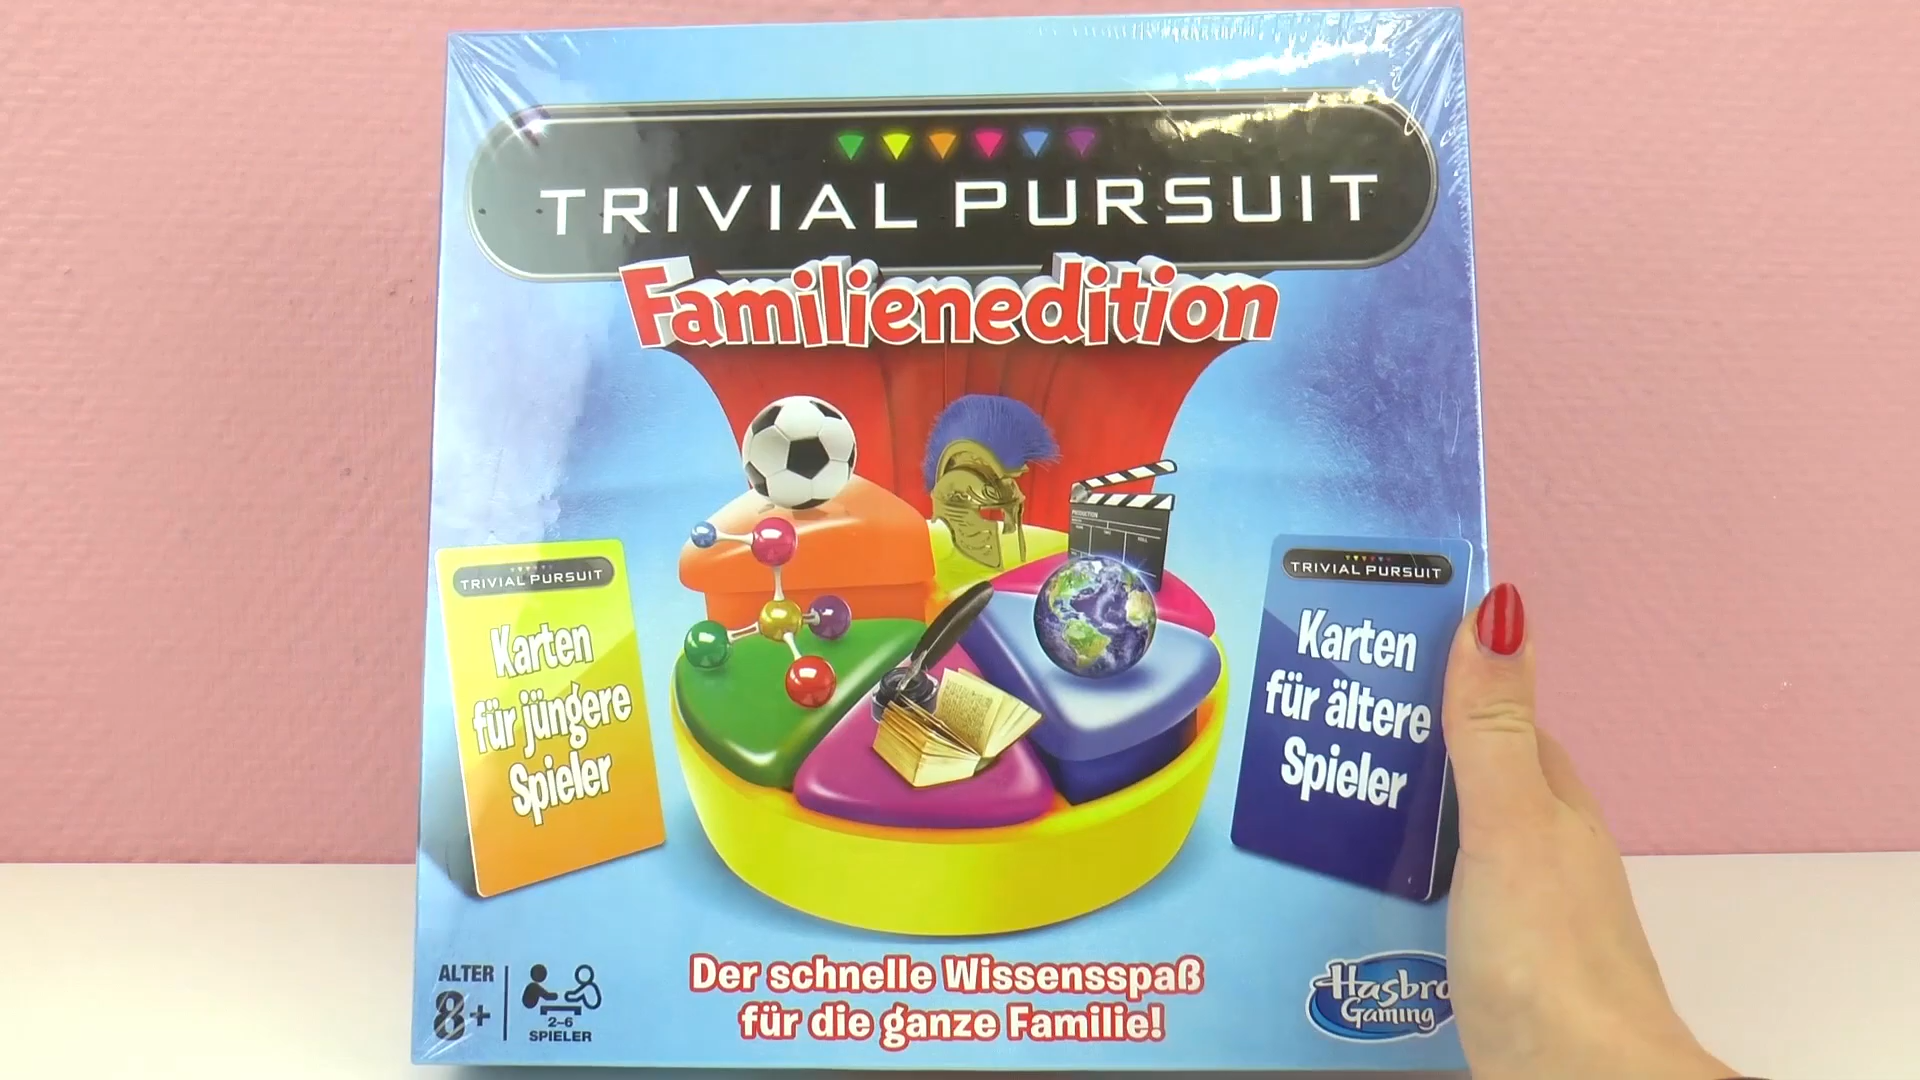 TRIVIAL PURSUIT
Familienedition
TRIVIAL PURSUIT
Karten
für jüngere
Spieler
TRIVIAL PURSUIT
Karten
für ältere
Spieler
PRODUCTION
ALTER
8+
2-6
SPIELER
Der schnelle Wissensspaß
für die ganze Familie!
Hasbro
Gaming